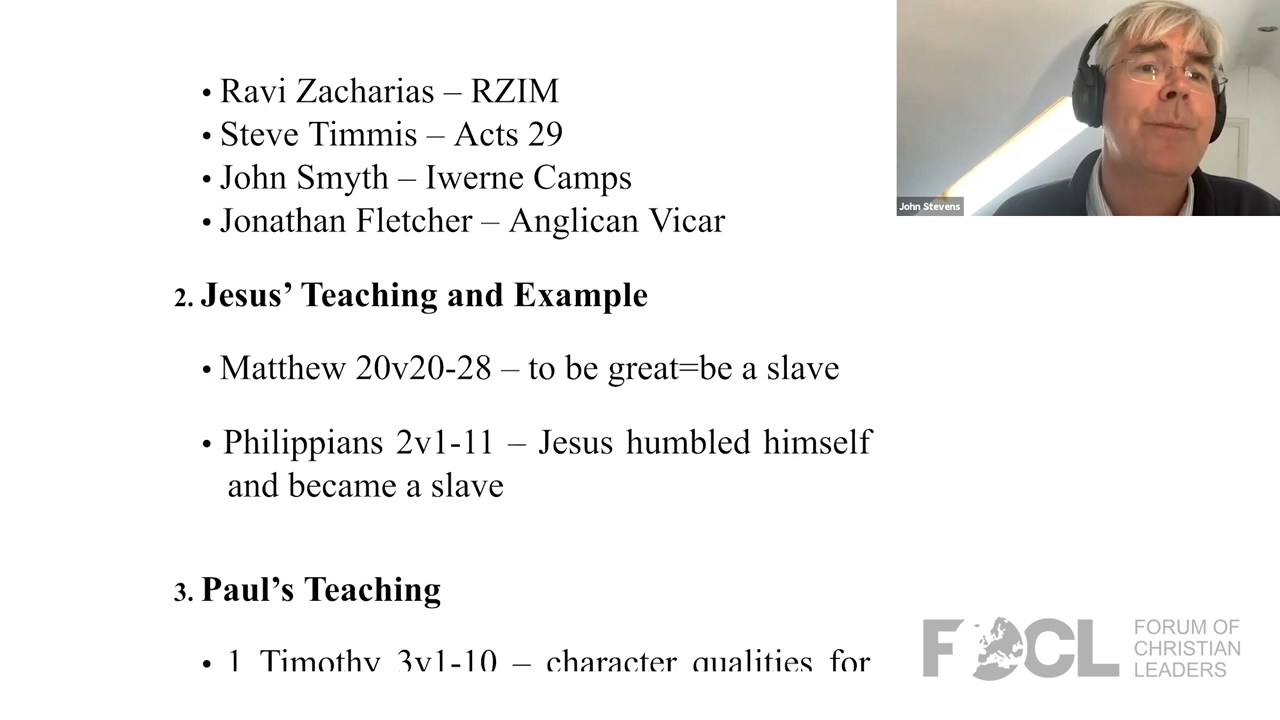 • Ravi Zacharias – RZIM
• Steve Timmis – Acts 29
• John Smyth – Iwerne Camps
• Jonathan Fletcher – Anglican Vicar
2. Jesus’ Teaching and Example
• Matthew 20v20-28 – to be great=be a slave
• Philippians 2v1-11 – Jesus humbled himself
and became a slave
3. Paul’s Teaching
• 1 Timothy 3v1-10 – character qualities for
John Stevens
FOCL
FORUM OF
CHRISTIAN
LEADERS